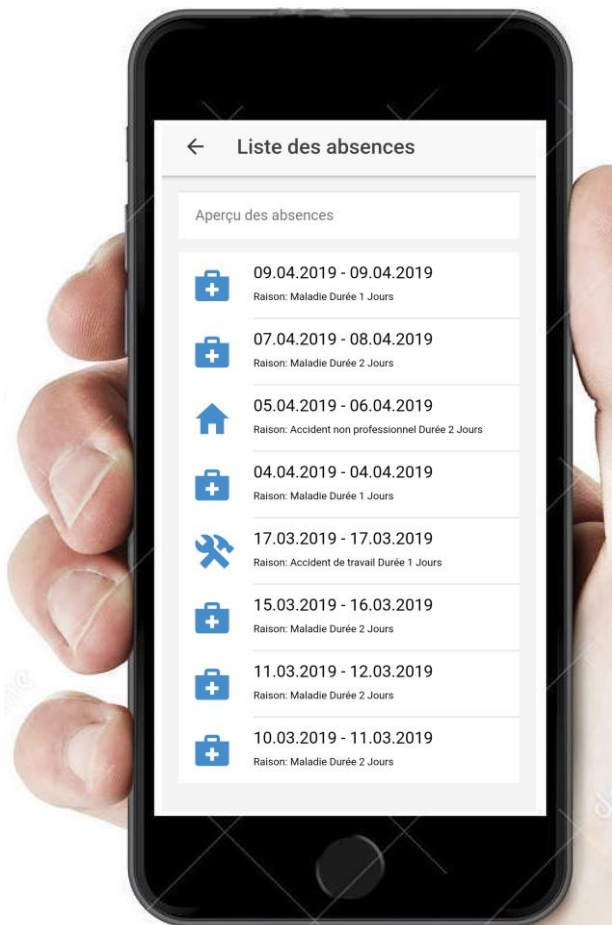 Liste des absences
Aperçu des absences
09.04.2019 - 09.04.2019
Raison: Maladie Durée 1 Jours
07.04.2019 - 08.04.2019
Raison: Maladie Durée 2 Jours
05.04.2019 - 06.04.2019
Raison: Accident non professionnel Durée 2 Jours
04.04.2019 - 04.04.2019
Raison: Maladie Durée 1 Jours
17.03.2019 - 17.03.2019
Raison: Accident de travail Durée 1 Jours
15.03.2019 - 16.03.2019
Raison: Maladie Durée 2 Jours
11.03.2019 - 12.03.2019
Raison: Maladie Durée 2 Jours
10.03.2019 - 11.03.2019
Raison: Maladie Durée 2 Jours